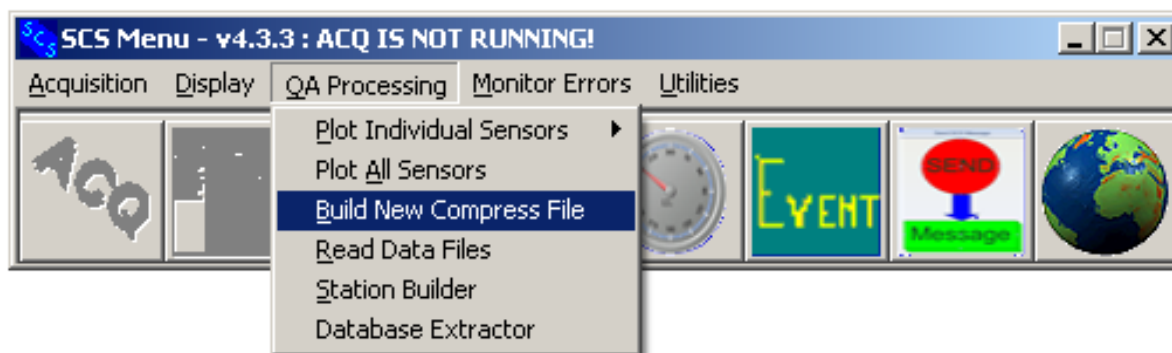 SCS SCS Menu - v4.3.3 : ACQ IS NOT RUNNING!
Acquisition Display QA Processing Monitor Errors Utilities
Plot Individual Sensors
Plot All Sensors
Build New Compress File
Read Data Files
Station Builder
Database Extractor
ACQ
EVENT
SEND
Message